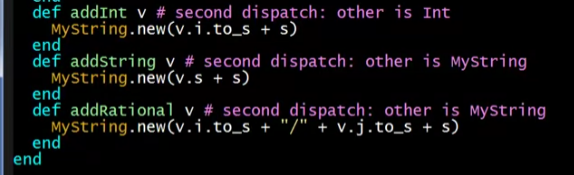 def addInt v # second dispatch: other is Int
MyString.new(v.i.to_s + s)
end
def addString v # second dispatch: other is MyString
MyString.new(v.s + s)
end
def addRational v # second dispatch: other is MyString
MyString.new(v.i.to_s + "/" + v.j.to_s + s)
end
end